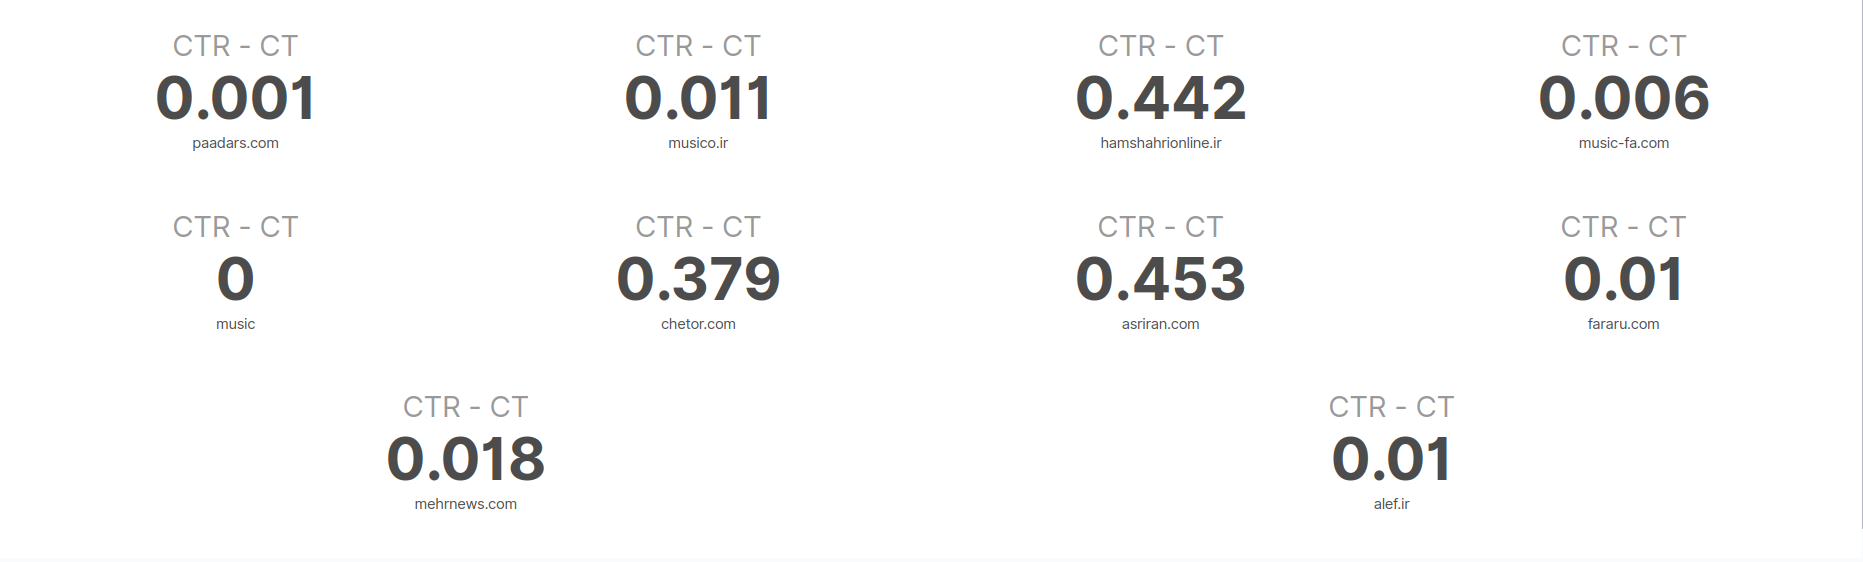 CTR - CT
0.001
paadars.com
CTR - CT
0.011
musico.ir
CTR - CT
0.442
hamshahrionline.ir
CTR - CT
0.006
music-fa.com
CTR - CT
0
music
CTR - CT
0.379
chetor.com
CTR - CT
0.453
asriran.com
CTR - CT
0.01
fararu.com
CTR - CT
0.018
mehrnews.com
CTR - CT
0.01
alef.ir